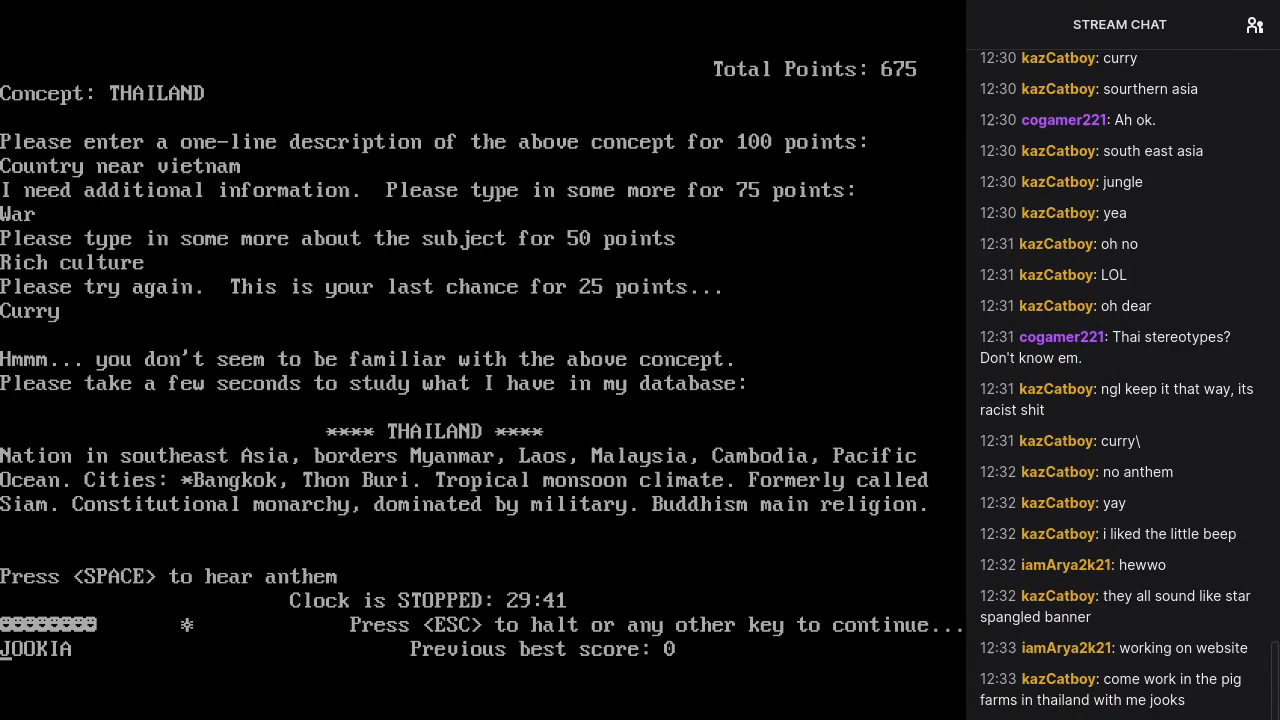 Total Points: 675
Concept: THAILAND
Please enter a one-line description of the above concept for 100 points:
Country near vietnam
I need additional information.  Please type in some more for 75 points:
War
Please type in some more about the subject for 50 points
Rich culture
Please try again.  This is your last chance for 25 points...
Curry
Hmmm... you don't seem to be familiar with the above concept.
Please take a few seconds to study what I have in my database:
**** THAILAND ****
Nation in southeast Asia, borders Myanmar, Laos, Malaysia, Cambodia, Pacific
Ocean. Cities: *Bangkok, Thon Buri. Tropical monsoon climate. Formerly called
Siam. Constitutional monarchy, dominated by military. Buddhism main religion.
Press <SPACE> to hear anthem
Clock is STOPPED: 29:41
* Press <ESC> to halt or any other key to continue...
JOOKIA Previous best score: 0
STREAM CHAT
12:30 kazCatboy: curry
12:30 kazCatboy: sourthern asia
12:30 cogamer221: Ah ok.
12:30 kazCatboy: south east asia
12:30 kazCatboy: jungle
12:30 kazCatboy: yea
12:31 kazCatboy: oh no
12:31 kazCatboy: LOL
12:31 kazCatboy: oh dear
12:31 cogamer221: Thai stereotypes?
Don't know em.
12:31 kazCatboy: ngl keep it that way, its
racist shit
12:31 kazCatboy: curry\
12:32 kazCatboy: no anthem
12:32 kazCatboy: yay
12:32 kazCatboy: i liked the little beep
12:32 iamArya2k21: hewwo
12:32 kazCatboy: they all sound like star
spangled banner
12:33 iamArya2k21: working on website
12:33 kazCatboy: come work in the pig
farms in thailand with me jooks